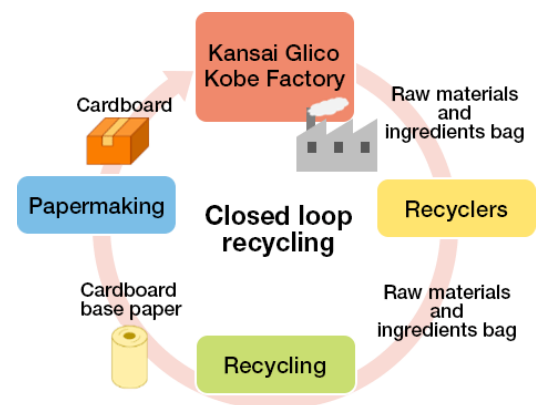 Kansai Glico
Kobe Factory
Raw materials
and
ingredients bag
Recyclers
Raw materials
and
ingredients bag
Recycling
Cardboard
base paper
Papermaking
Cardboard
Closed loop
recycling